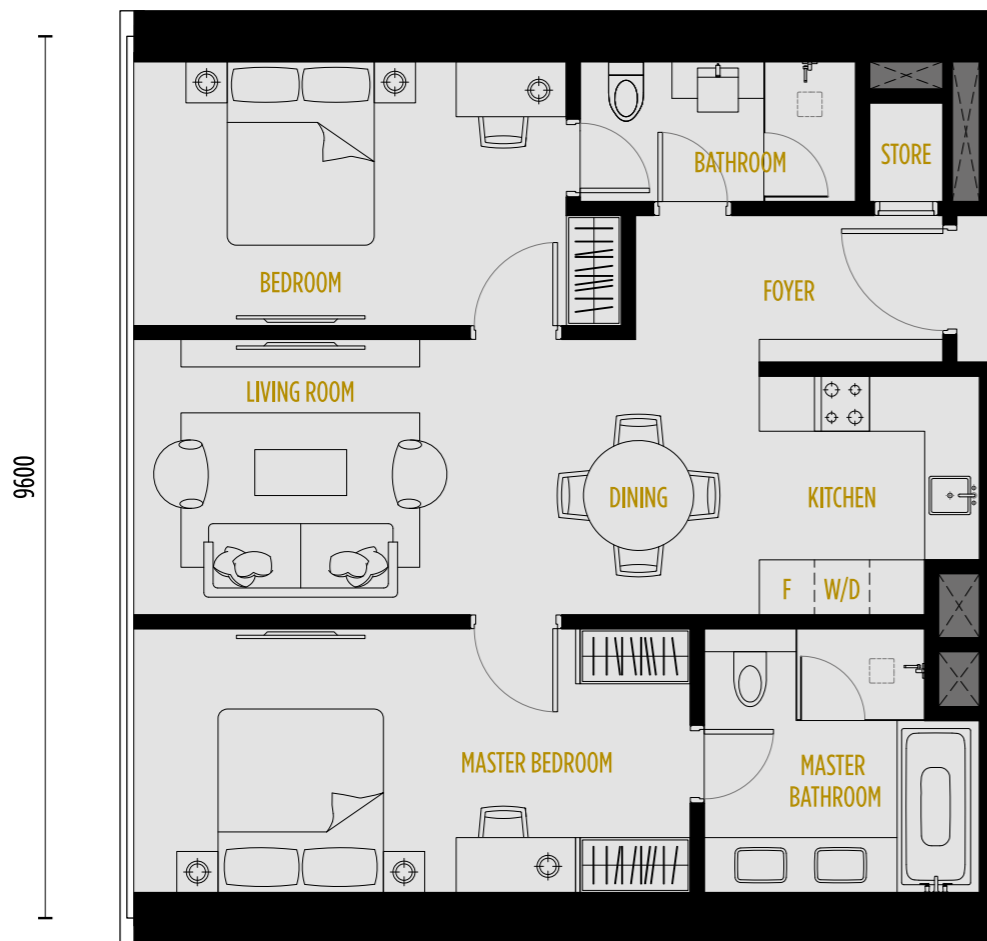 BATHROOM
STORE
BEDROOM
FOYER
LIVING ROOM
9600
DINING
KITCHEN
F
W/D
MASTER BEDROOM
MASTER
BATHROOM